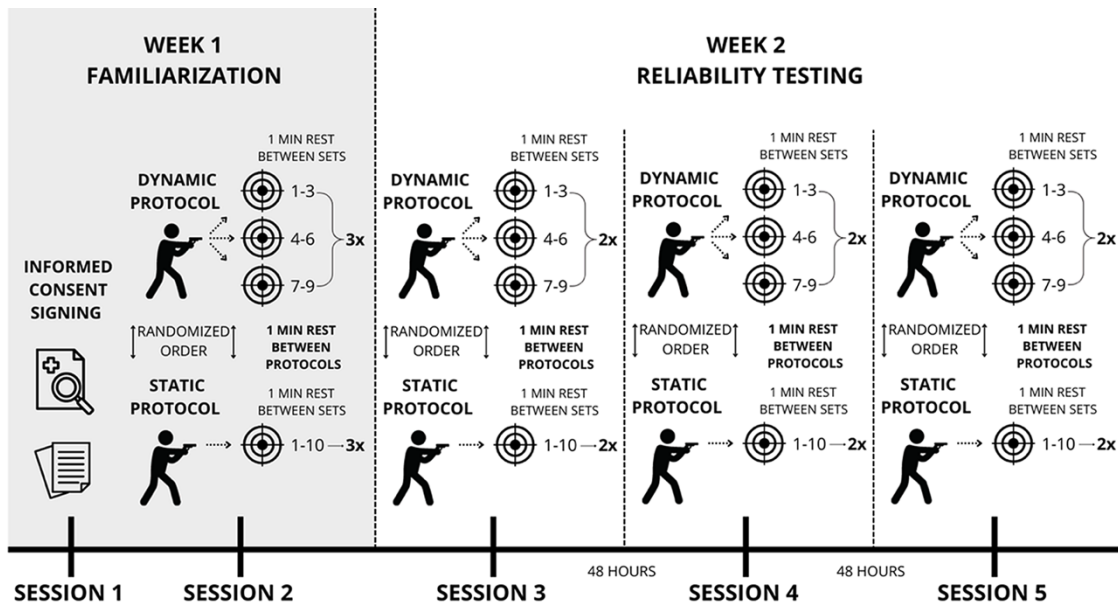 WEEK 1
FAMILIARIZATION
WEEK 2
RELIABILITY TESTING
INFORMED
CONSENT
SIGNING
1 MIN REST
BETWEEN SETS
DYNAMIC
PROTOCOL
1-3
4-6
3x
7-9
RANDOMIZED
ORDER
1 MIN REST
BETWEEN
PROTOCOLS
STATIC
PROTOCOL
1 MIN REST
BETWEEN SETS
1-10
3x
1 MIN REST
BETWEEN SETS
DYNAMIC
PROTOCOL
1-3
4-6
2x
7-9
RANDOMIZED
ORDER
1 MIN REST
BETWEEN
PROTOCOLS
STATIC
PROTOCOL
1 MIN REST
BETWEEN SETS
1-10
2x
1 MIN REST
BETWEEN SETS
DYNAMIC
PROTOCOL
1-3
4-6
2x
7-9
RANDOMIZED
ORDER
1 MIN REST
BETWEEN
PROTOCOLS
STATIC
PROTOCOL
1 MIN REST
BETWEEN SETS
1-10
2x
1 MIN REST
BETWEEN SETS
DYNAMIC
PROTOCOL
1-3
4-6
2x
7-9
RANDOMIZED
ORDER
1 MIN REST
BETWEEN
PROTOCOLS
STATIC
PROTOCOL
1 MIN REST
BETWEEN SETS
1-10
2x
48 HOURS
48 HOURS
SESSION 1
SESSION 2
SESSION 3
SESSION 4
SESSION 5